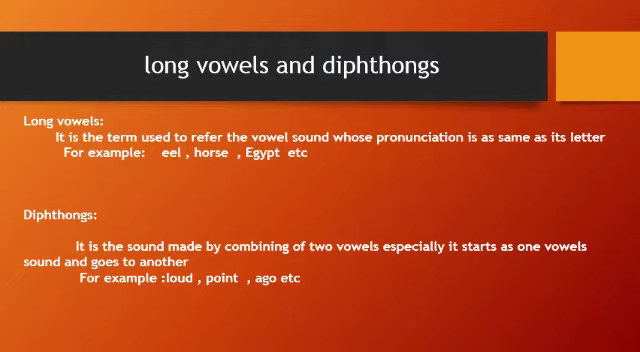 long vowels and diphthongs
Long vowels:
It is the term used to refer the vowel sound whose pronunciation is as same as its letter
For example: eel , horse , Egypt etc
Diphthongs:
It is the sound made by combining of two vowels especially it starts as one vowels
sound and goes to another
For example :loud , point , ago etc